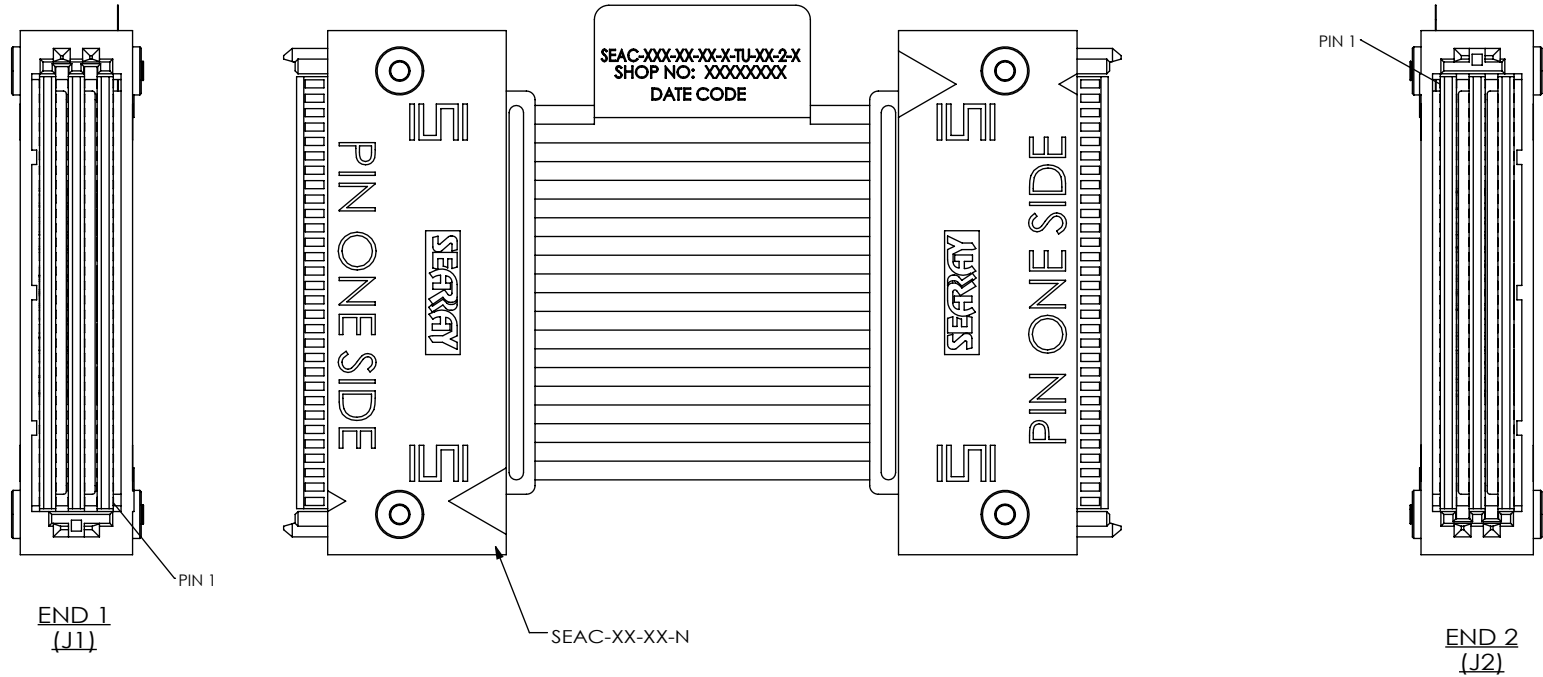 SEAC-XXX-XX-XX-X-TU-XX-2-X
SHOP NO: XXXXXXXX
DATE CODE
PIN 1
PIN ONE SIDE
SEARAY
SEARAY
PIN ONE SIDE
PIN 1
END 1
(J1)
SEAC-XX-XX-N
END 2
(J2)